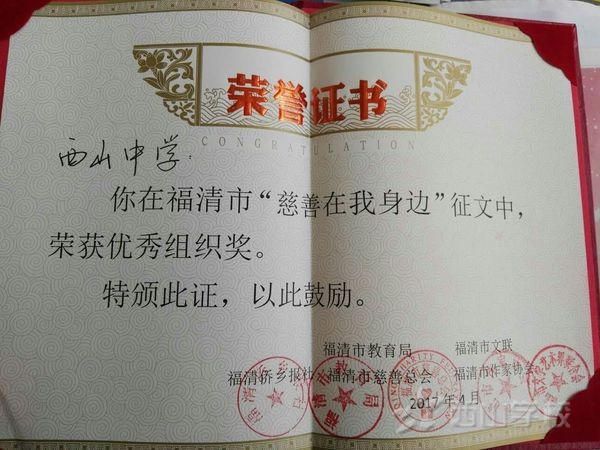 荣誉证书
CONGRATULATION
西山中学：
你在福清市“慈善在我身边”征文中，
荣获优秀组织奖。
特颁此证，以此鼓励。
福清市教育局 福清市文联
福清侨乡报社 福清市慈善总会 福清市作家协会
2017年4月
西山学校